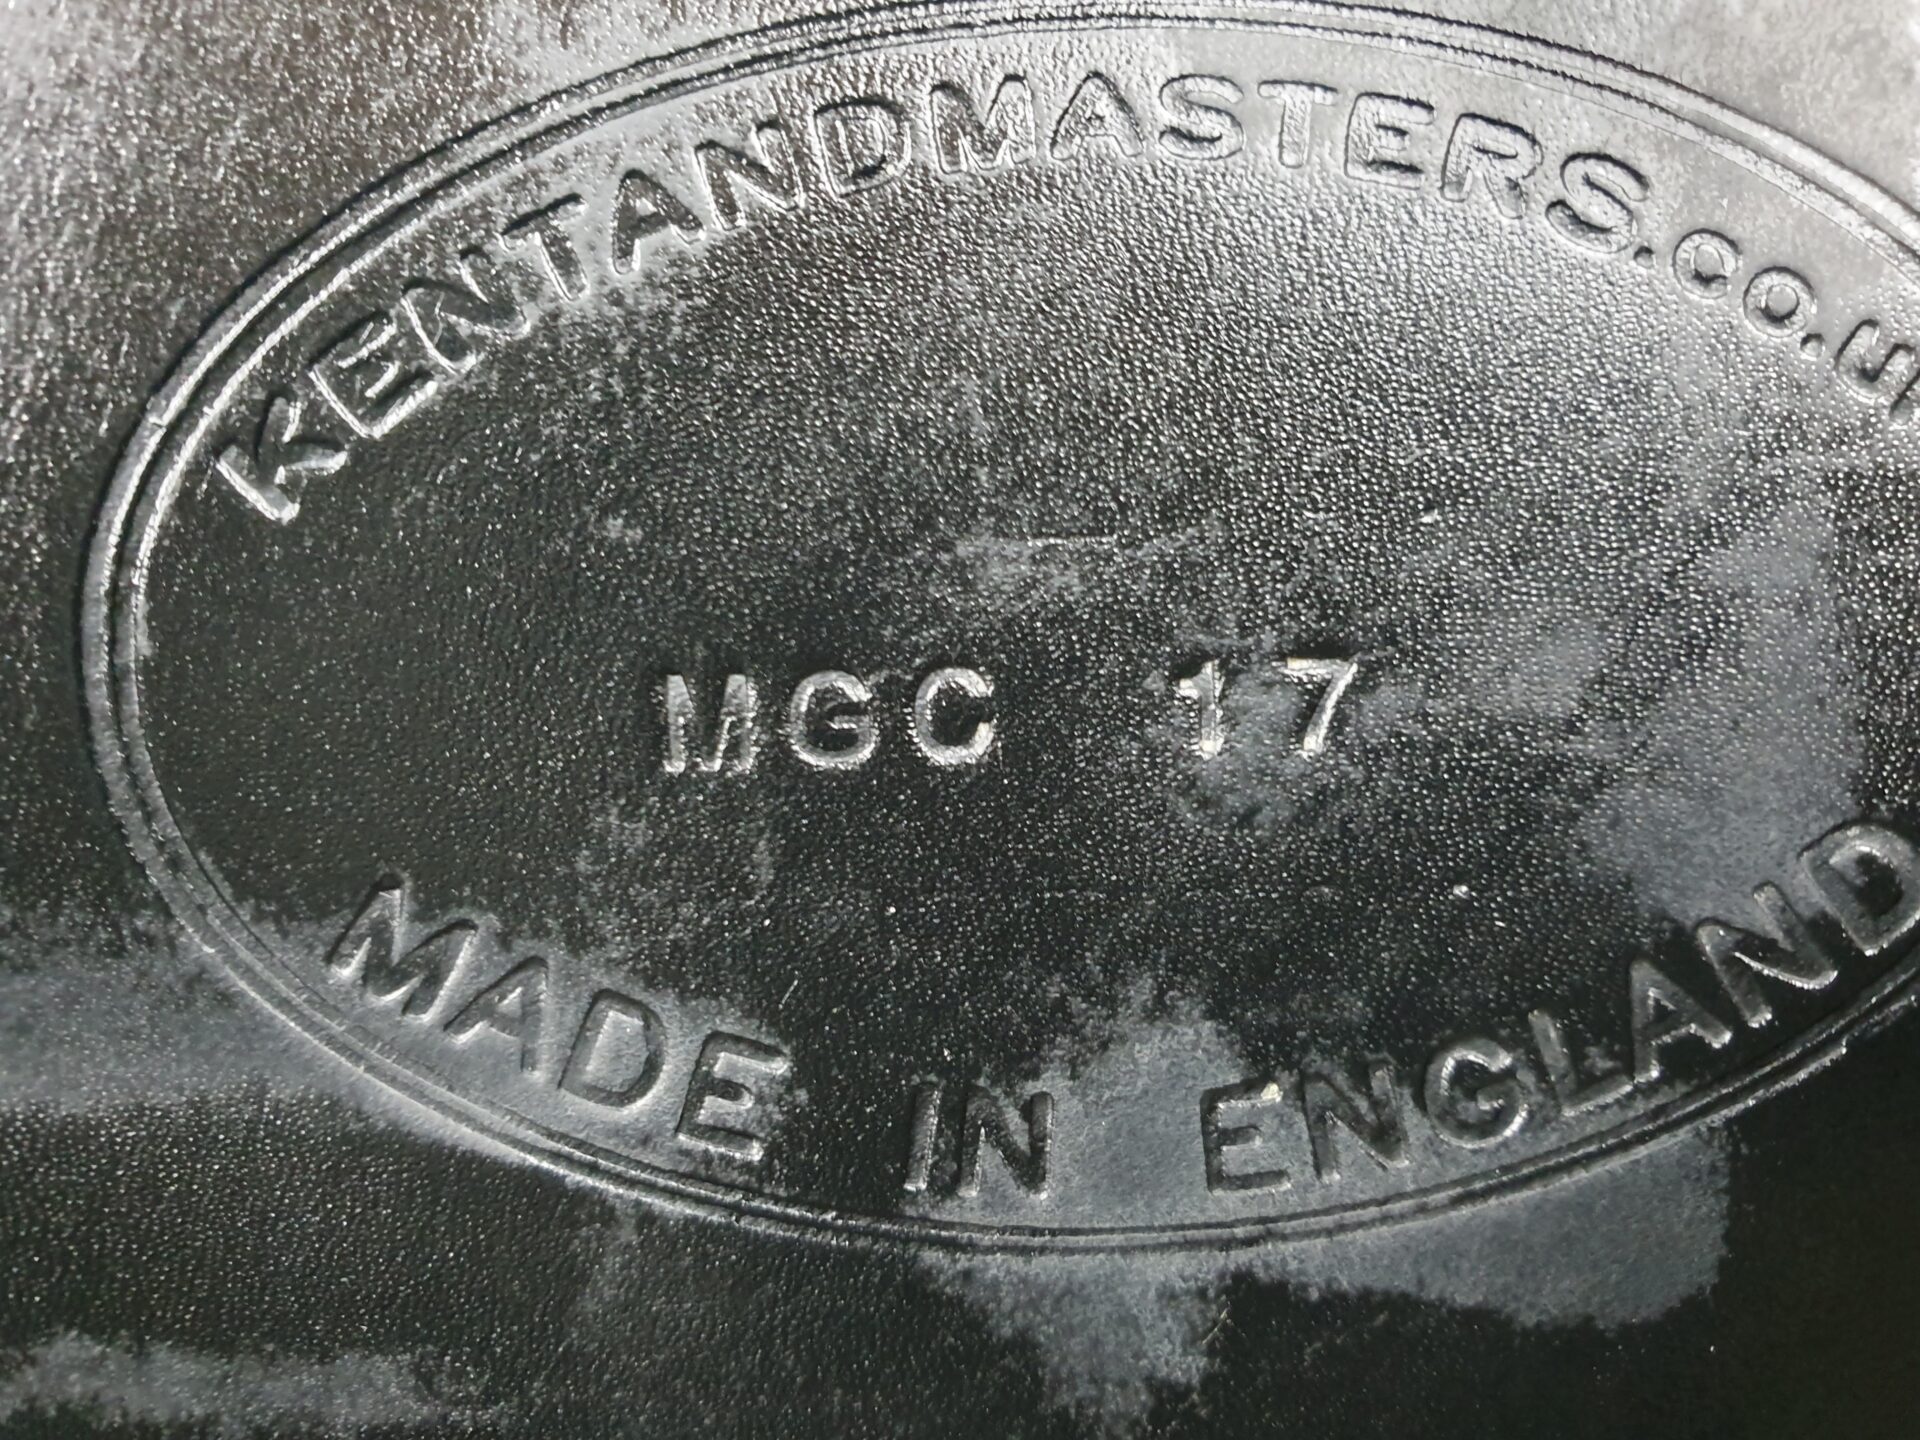 KENTANDMASTERS.co.u
MGC 17
MADE IN ENGLAND